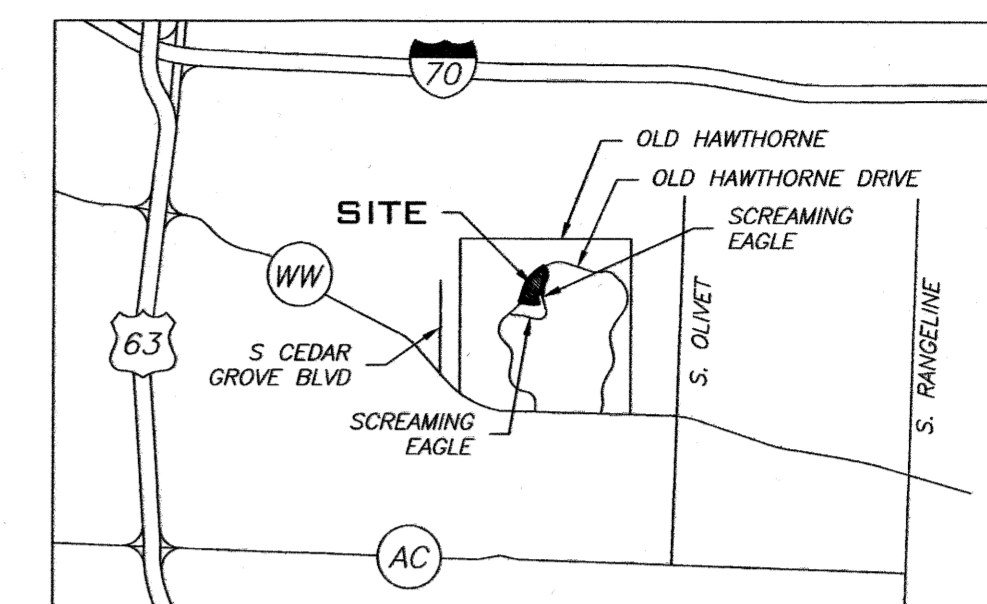 70
OLD HAWTHORNE
OLD HAWTHORNE DRIVE
SITE
SCREAMING
EAGLE
WW
63
S CEDAR
GROVE BLVD
S. OLIVET
S. RANGELINE
SCREAMING
EAGLE
AC